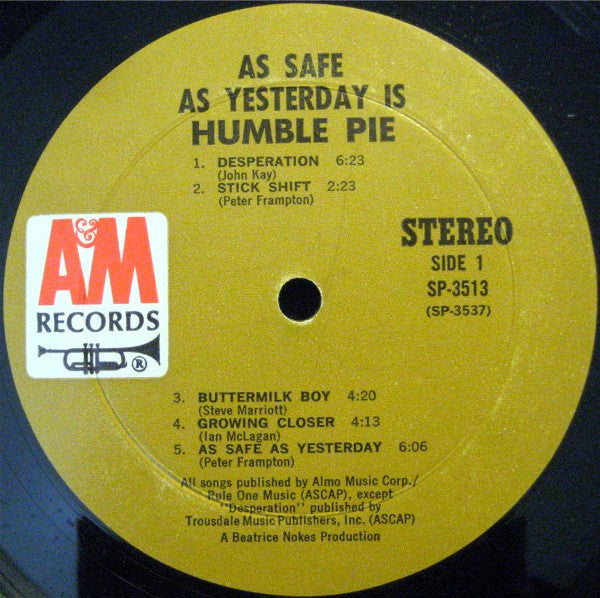 AS SAFE
AS YESTERDAY IS
HUMBLE PIE
1. DESPERATION 6:23
(John Kay)
2. STICK SHIFT 2:23
(Peter Frampton)
A&M
RECORDS
®
STEREO
SIDE 1
SP-3513
(SP-3537)
3. BUTTERMILK BOY 4:20
(Steve Marriott)
4. GROWING CLOSER 4:13
(Ian McLagan)
5. AS SAFE AS YESTERDAY 6:06
(Peter Frampton)
All songs published by Almo Music Corp./
Pule One Music (ASCAP), except
"Desperation" published by
Trousdale Music Publishers, Inc. (ASCAP)
A Beatrice Nokes Production